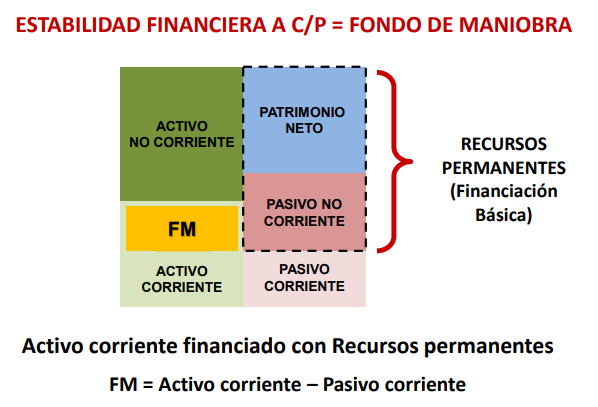 ESTABILIDAD FINANCIERA A C/P = FONDO DE MANIOBRA
ACTIVO
NO CORRIENTE
PATRIMONIO
NETO
RECURSOS
PERMANENTES
(Financiación
Básica)
PASIVO NO
CORRIENTE
FM
ACTIVO
CORRIENTE
PASIVO
CORRIENTE
Activo corriente financiado con Recursos permanentes
FM = Activo corriente – Pasivo corriente